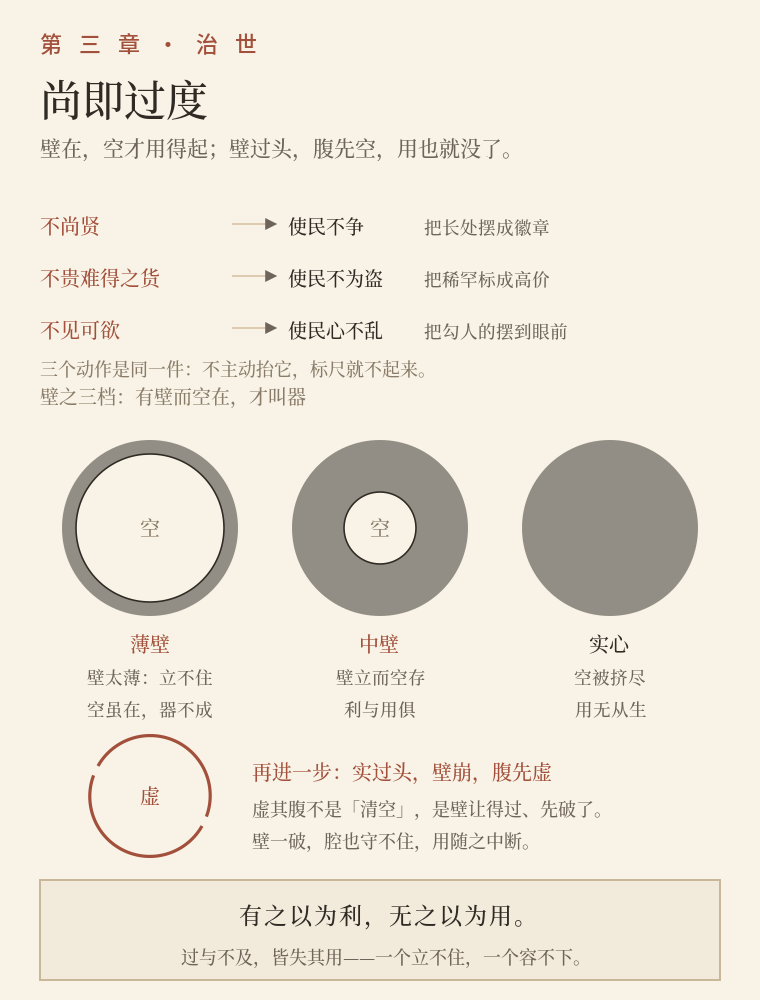 第三章·治世
尚即过度
壁在，空才用得起；壁过头，腹先空，用也就没了。
不尚贤 使民不争 把长处摆成徽章
不贵难得之货 使民不为盗 把稀罕标成高价
不见可欲 使民心不乱 把勾人的摆到眼前
三个动作是同一件：不主动抬它，标尺就不起来。
壁之三档：有壁而空在，才叫器
空 空
薄壁 中壁 实心
壁太薄：立不住 壁立而空存 空被挤尽
空虽在，器不成 利与用俱 用无从生
虚
再进一步：实过头，壁崩，腹先虚
虚其腹不是「清空」，是壁让得过、先破了。
壁一破，腔也守不住，用随之中断。
有之以为利，无之以为用。
过与不及，皆失其用——一个立不住，一个容不下。